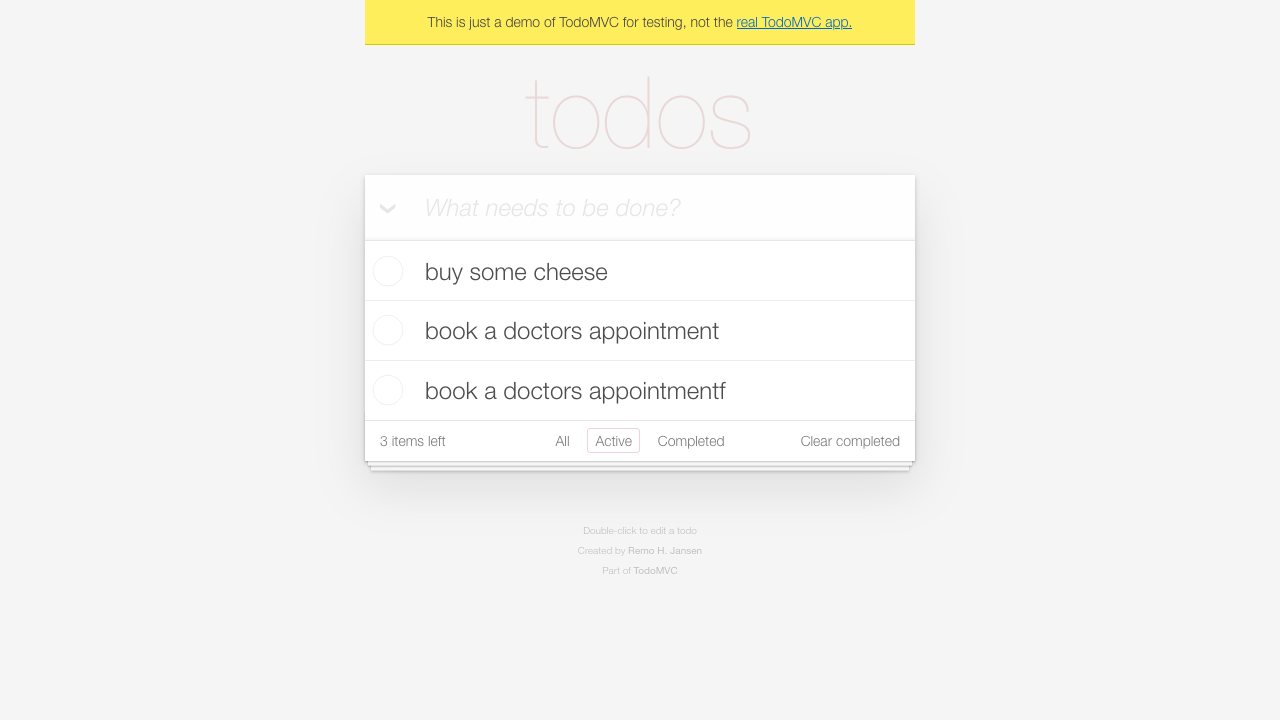 This is just a demo of TodoMVC for testing, not the real TodoMVC app.
todos
What needs to be done?
buy some cheese
book a doctors appointment
book a doctors appointmentf
3 items left All Active Completed Clear completed
Double-click to edit a todo
Created by Remo H. Jansen
Part of TodoMVC